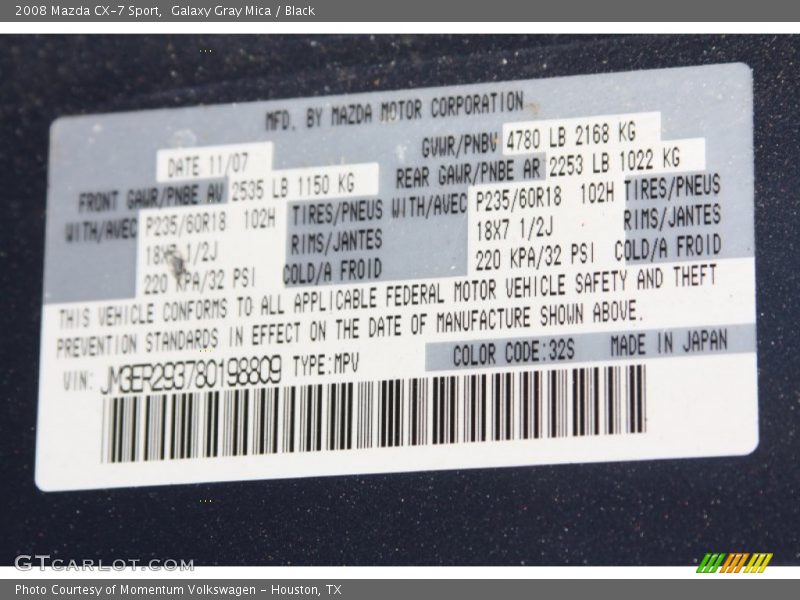 2008 Mazda CX-7 Sport, Galaxy Gray Mica / Black
MFD. BY MAZDA MOTOR CORPORATION
DATE 11/07 GVWR/PNBV 4780 LB 2168 KG
FRONT GAWR/PNBE AV 2535 LB 1150 KG REAR GAWR/PNBE AR 2253 LB 1022 KG
WITH/AVEC P235/60R18 102H TIRES/PNEUS WITH/AVEC P235/60R18 102H TIRES/PNEUS
18X7 1/2J RIMS/JANTES 18X7 1/2J RIMS/JANTES
220 KPA/32 PSI COLD/A FROID 220 KPA/32 PSI COLD/A FROID
THIS VEHICLE CONFORMS TO ALL APPLICABLE FEDERAL MOTOR VEHICLE SAFETY AND THEFT
PREVENTION STANDARDS IN EFFECT ON THE DATE OF MANUFACTURE SHOWN ABOVE.
VIN: JM3ER293780198809 TYPE:MPV COLOR CODE:32S MADE IN JAPAN
GTCARLOT.COM
Photo Courtesy of Momentum Volkswagen - Houston, TX